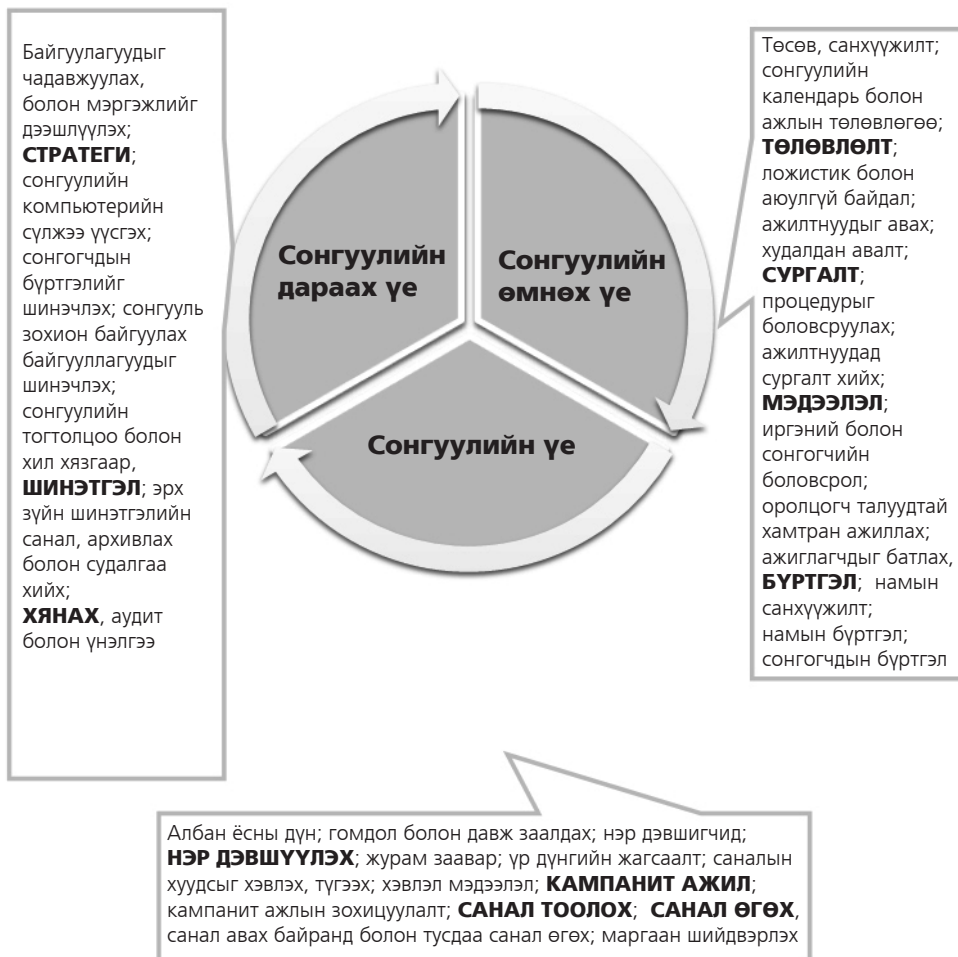 Байгуулагуудыг
чадавжуулах,
болон мэргэжлийг
дээшлүүлэх;
СТРАТЕГИ;
сонгуулийн
компьютерийн
сүлжээ үүсгэх;
сонгогчдын
бүртгэлийг
шинэчлэх; сонгууль
зохион байгуулах
байгууллагуудыг
шинэчлэх;
сонгуулийн
тогтолцоо болон
хил хязгаар,
ШИНЭТГЭЛ; эрх
зүйн шинэтгэлийн
санал, архивлах
болон судалгаа
хийх;
ХЯНАХ, аудит
болон үнэлгээ
Сонгуулийн
дараах үе
Сонгуулийн
өмнөх үе
Сонгуулийн үе
Төсөв, санхүүжилт;
сонгуулийн
календарь болон
ажлын төлөвлөгөө;
ТӨЛӨВЛӨЛТ;
ложистик болон
аюулгүй байдал;
ажилтнуудыг авах;
худалдан авалт;
СУРГАЛТ;
процедурыг
боловсруулах;
ажилтнуудад
сургалт хийх;
МЭДЭЭЛЭЛ;
иргэний болон
сонгогчийн
боловсрол;
оролцогч талуудтай
хамтран ажиллах;
ажиглагчдыг батлах,
БҮРТГЭЛ; намын
санхүүжилт;
намын бүртгэл;
сонгогчдын бүртгэл
Албан ёсны дүн; гомдол болон давж заалдах; нэр дэвшигчид;
НЭР ДЭВШҮҮЛЭХ; журам заавар; үр дүнгийн жагсаалт; саналын
хуудсыг хэвлэх, түгээх; хэвлэл мэдээлэл; КАМПАНИТ АЖИЛ;
кампанит ажлын зохицуулалт; САНАЛ ТООЛОХ; САНАЛ ӨГӨХ,
санал авах байранд болон тусдаа санал өгөх; маргаан шийдвэрлэх